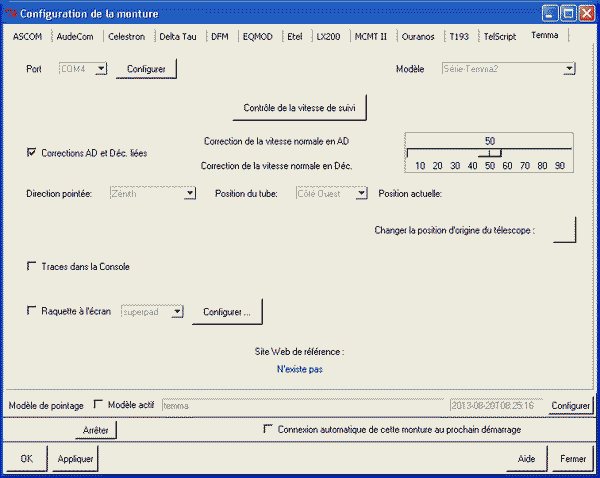 Configuration de la monture
ASCOM AudeCom Celestron Delta Tau DFM EQMOD Etel LX200 MCMT II Ouranos T193 TelScript Temma
Port COM4 Configurer Modèle Série-Temma2
Contrôle de la vitesse de suivi
Correction de la vitesse normale en AD 50
Corrections AD et Déc. liées
Correction de la vitesse normale en Déc. 10 20 30 40 50 60 70 80 90
Direction pointée: Zénith Position du tube: Côté Ouest Position actuelle:
Changer la position d'origine du télescope :
Traces dans la Console
Raquette à l'écran superpad Configurer ...
Site Web de référence :
N'existe pas
Modèle de pointage Modèle actif temma 2013-08-28T08:25:16 Configurer
Arrêter Connexion automatique de cette monture au prochain démarrage
OK Appliquer Aide Fermer